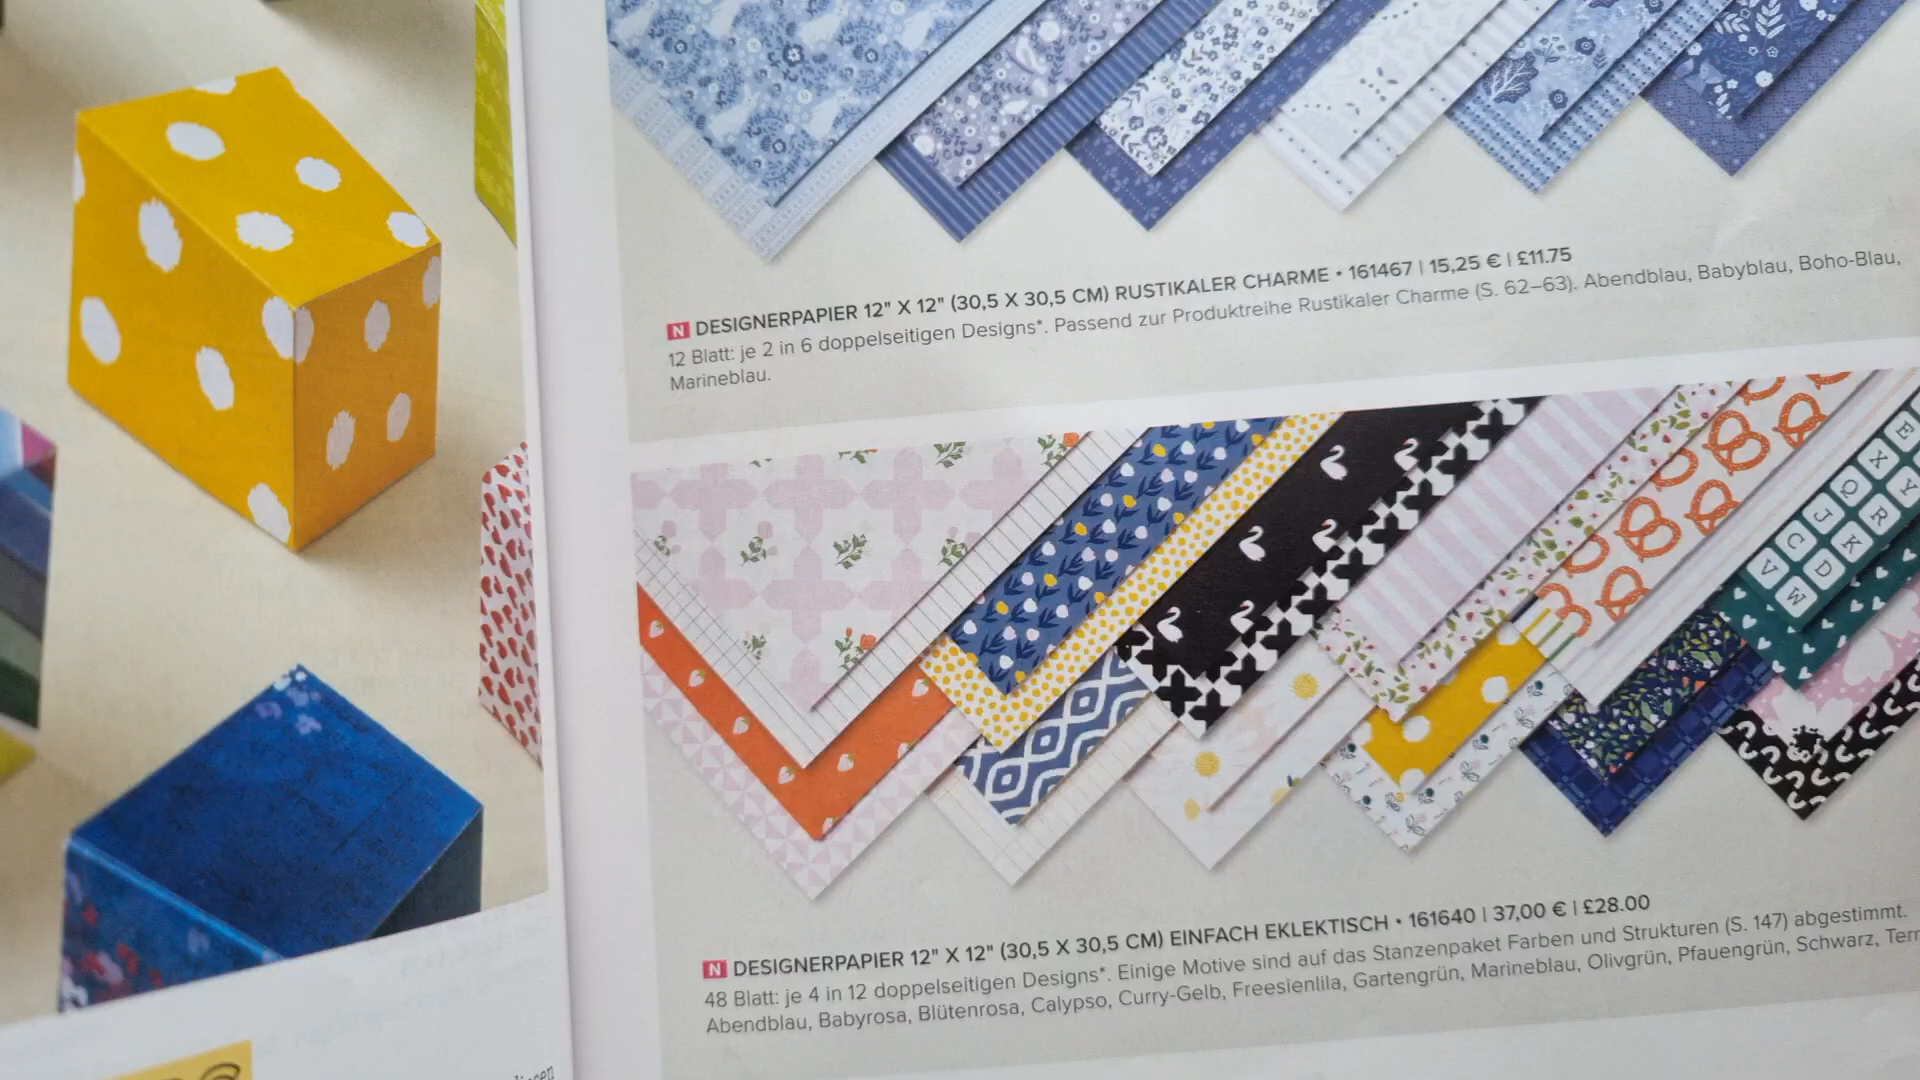 N DESIGNERPAPIER 12" X 12" (30,5 X 30,5 CM) RUSTIKALER CHARME • 161467 | 15,25 € | £11.75
12 Blatt: je 2 in 6 doppelseitigen Designs*. Passend zur Produktreihe Rustikaler Charme (S. 62–63). Abendblau, Babyblau, Boho-Blau,
Marineblau.
E
X Y
Q R
J K
C D
V W
N DESIGNERPAPIER 12" X 12" (30,5 X 30,5 CM) EINFACH EKLEKTISCH • 161640 | 37,00 € | £28.00
48 Blatt: je 4 in 12 doppelseitigen Designs*. Einige Motive sind auf das Stanzenpaket Farben und Strukturen (S. 147) abgestimmt.
Abendblau, Babyrosa, Blütenrosa, Calypso, Curry-Gelb, Freesienlila, Gartengrün, Marineblau, Olivgrün, Pfauengrün, Schwarz,